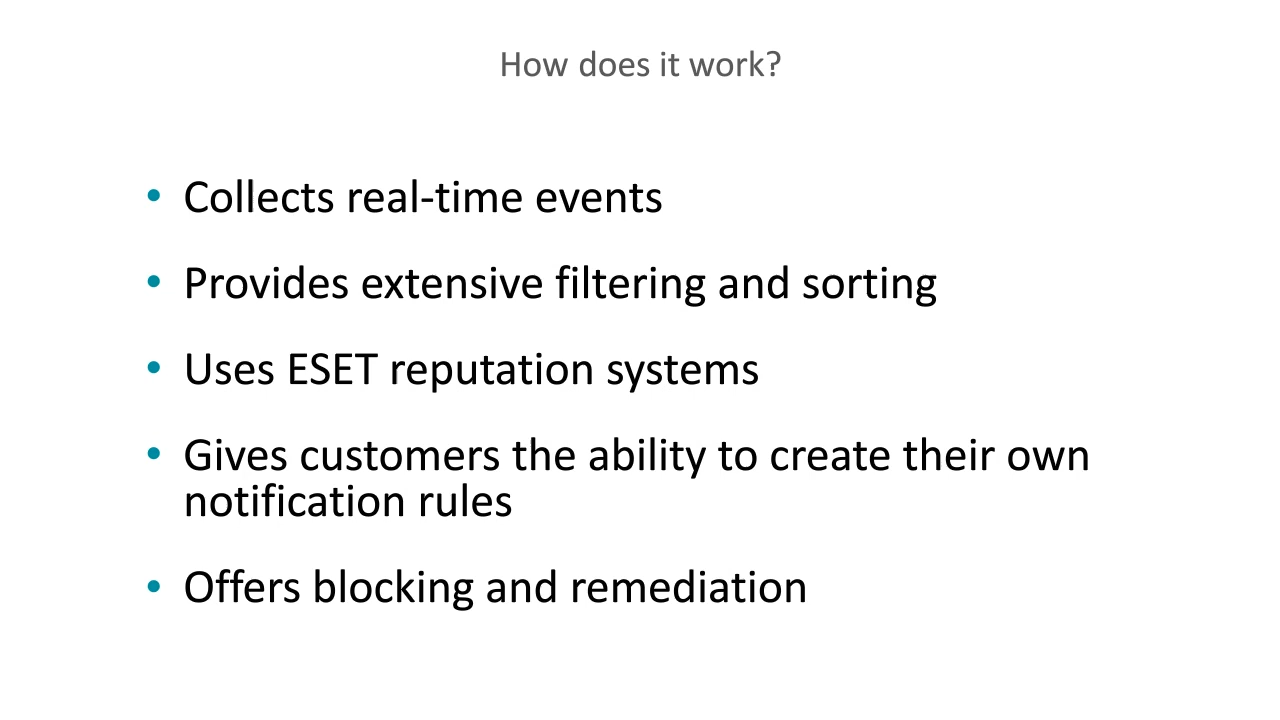 How does it work?
• Collects real-time events
• Provides extensive filtering and sorting
• Uses ESET reputation systems
• Gives customers the ability to create their own
notification rules
• Offers blocking and remediation